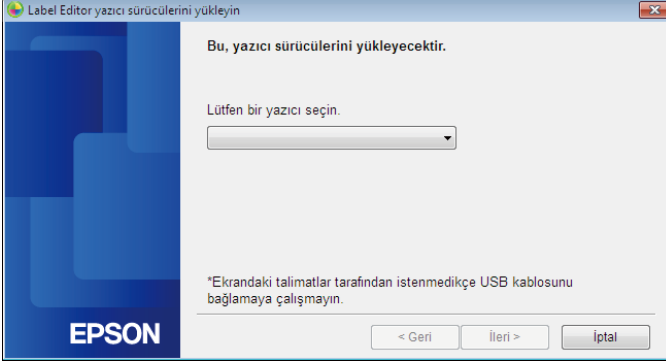 Label Editor yazıcı sürücülerini yükleyin
Bu, yazıcı sürücülerini yükleyecektir.
Lütfen bir yazıcı seçin.
*Ekrandaki talimatlar tarafından istenmedikçe USB kablosunu
bağlamaya çalışmayın.
EPSON
< Geri
İleri >
İptal